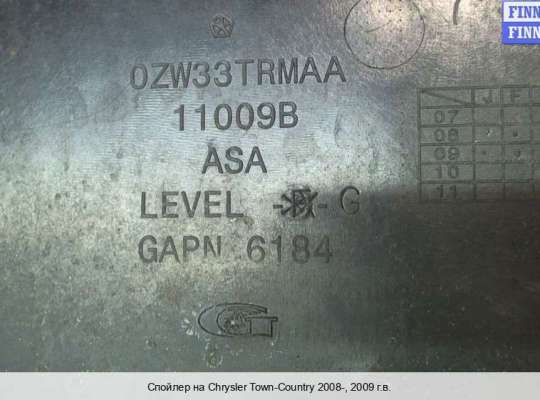 FINN
FINN
0ZW33TRMAA
11009B
ASA
LEVEL - - G
GAPN 6184
J F
07
08
09
10
11
Спойлер на Chrysler Town-Country 2008-, 2009 г.в.